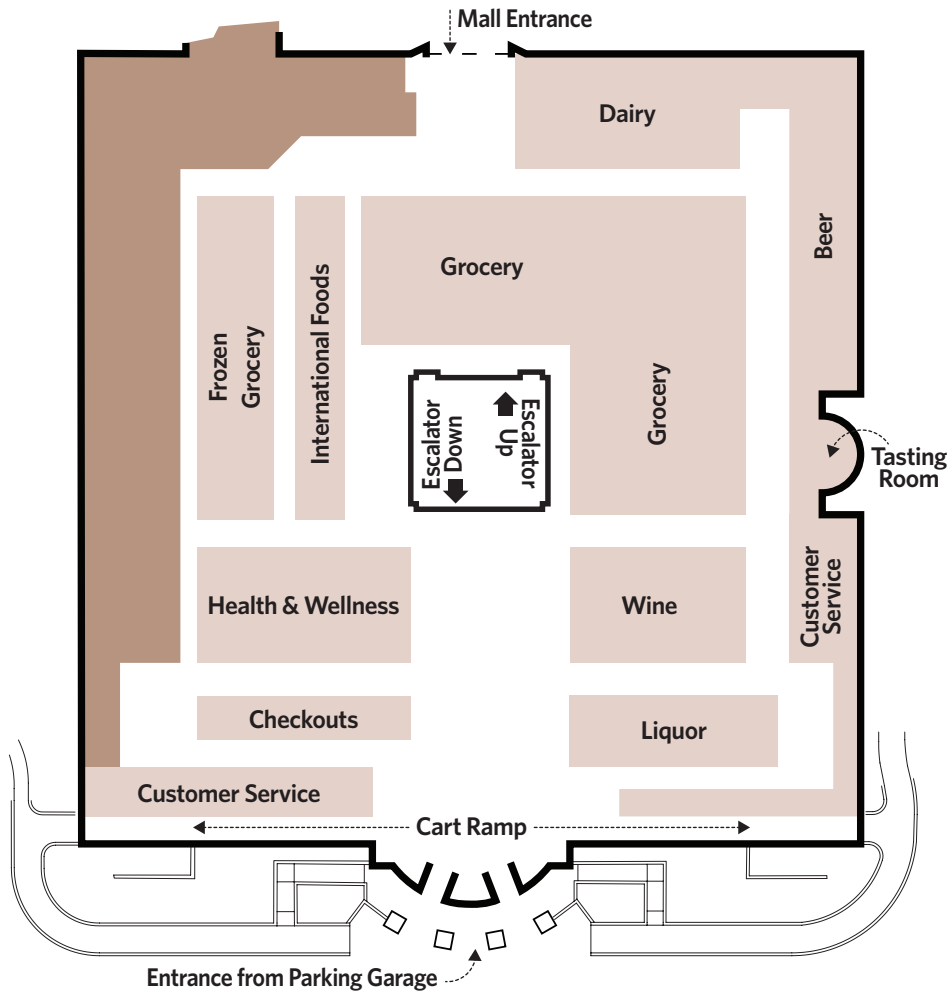 Mall Entrance
Dairy
Beer
Grocery
Frozen
Grocery
International Foods
Grocery
Escalator
Down
Escalator
Up
Tasting
Room
Customer
Service
Health & Wellness
Wine
Checkouts
Liquor
Customer Service
Cart Ramp
Entrance from Parking Garage